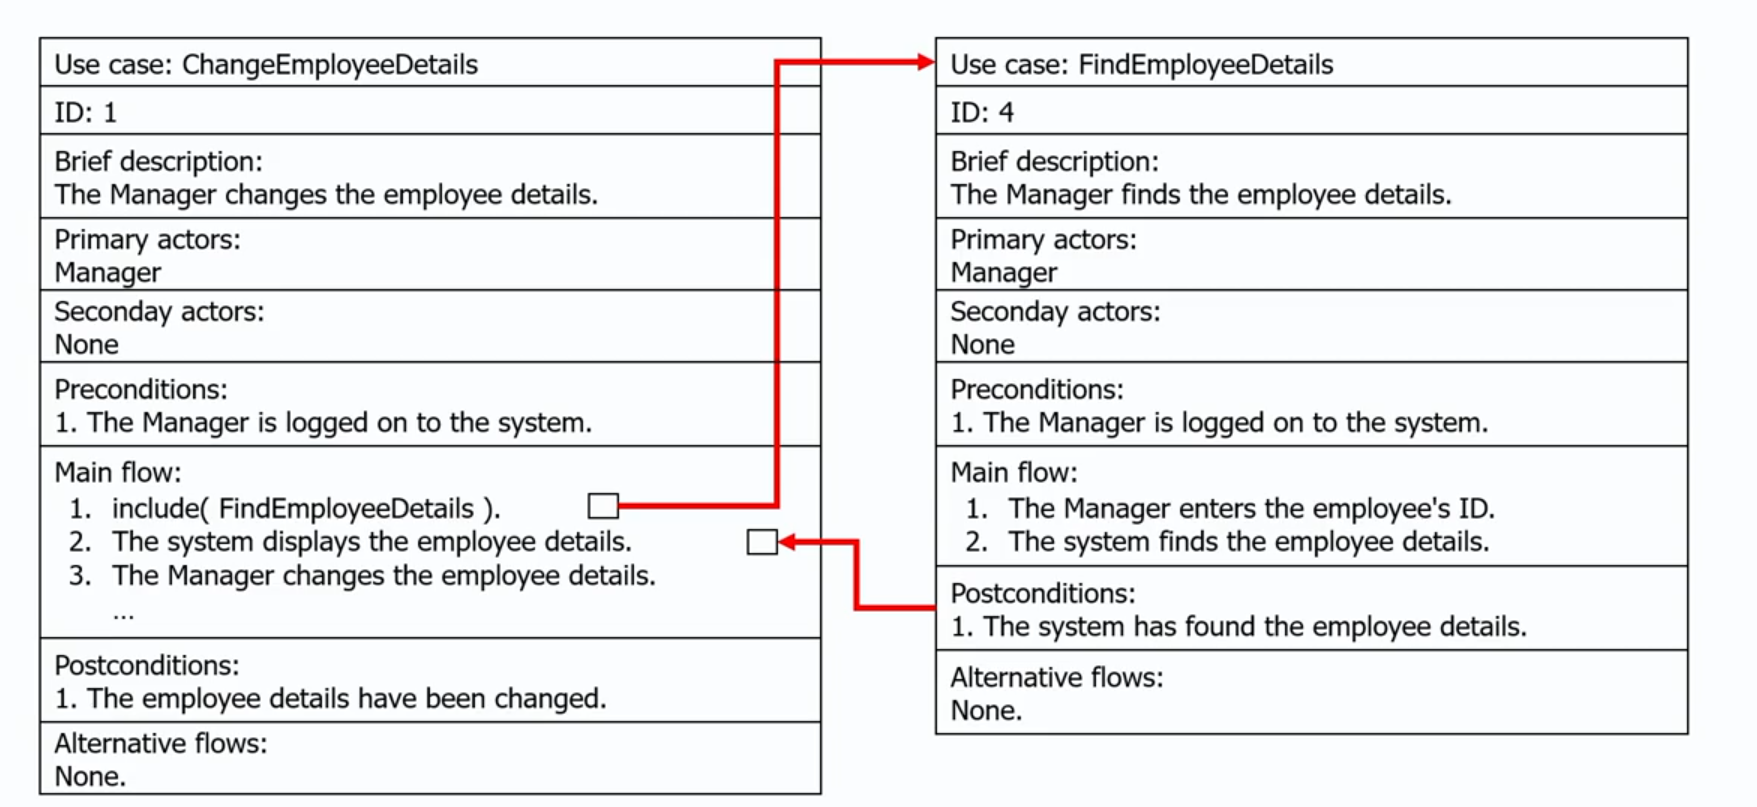 Use case: ChangeEmployeeDetails
ID: 1
Brief description:
The Manager changes the employee details.
Primary actors:
Manager
Seconday actors:
None
Preconditions:
1. The Manager is logged on to the system.
Main flow:
1. include( FindEmployeeDetails ).
2. The system displays the employee details.
3. The Manager changes the employee details.
...
Postconditions:
1. The employee details have been changed.
Alternative flows:
None.
Use case: FindEmployeeDetails
ID: 4
Brief description:
The Manager finds the employee details.
Primary actors:
Manager
Seconday actors:
None
Preconditions:
1. The Manager is logged on to the system.
Main flow:
1. The Manager enters the employee's ID.
2. The system finds the employee details.
Postconditions:
1. The system has found the employee details.
Alternative flows:
None.